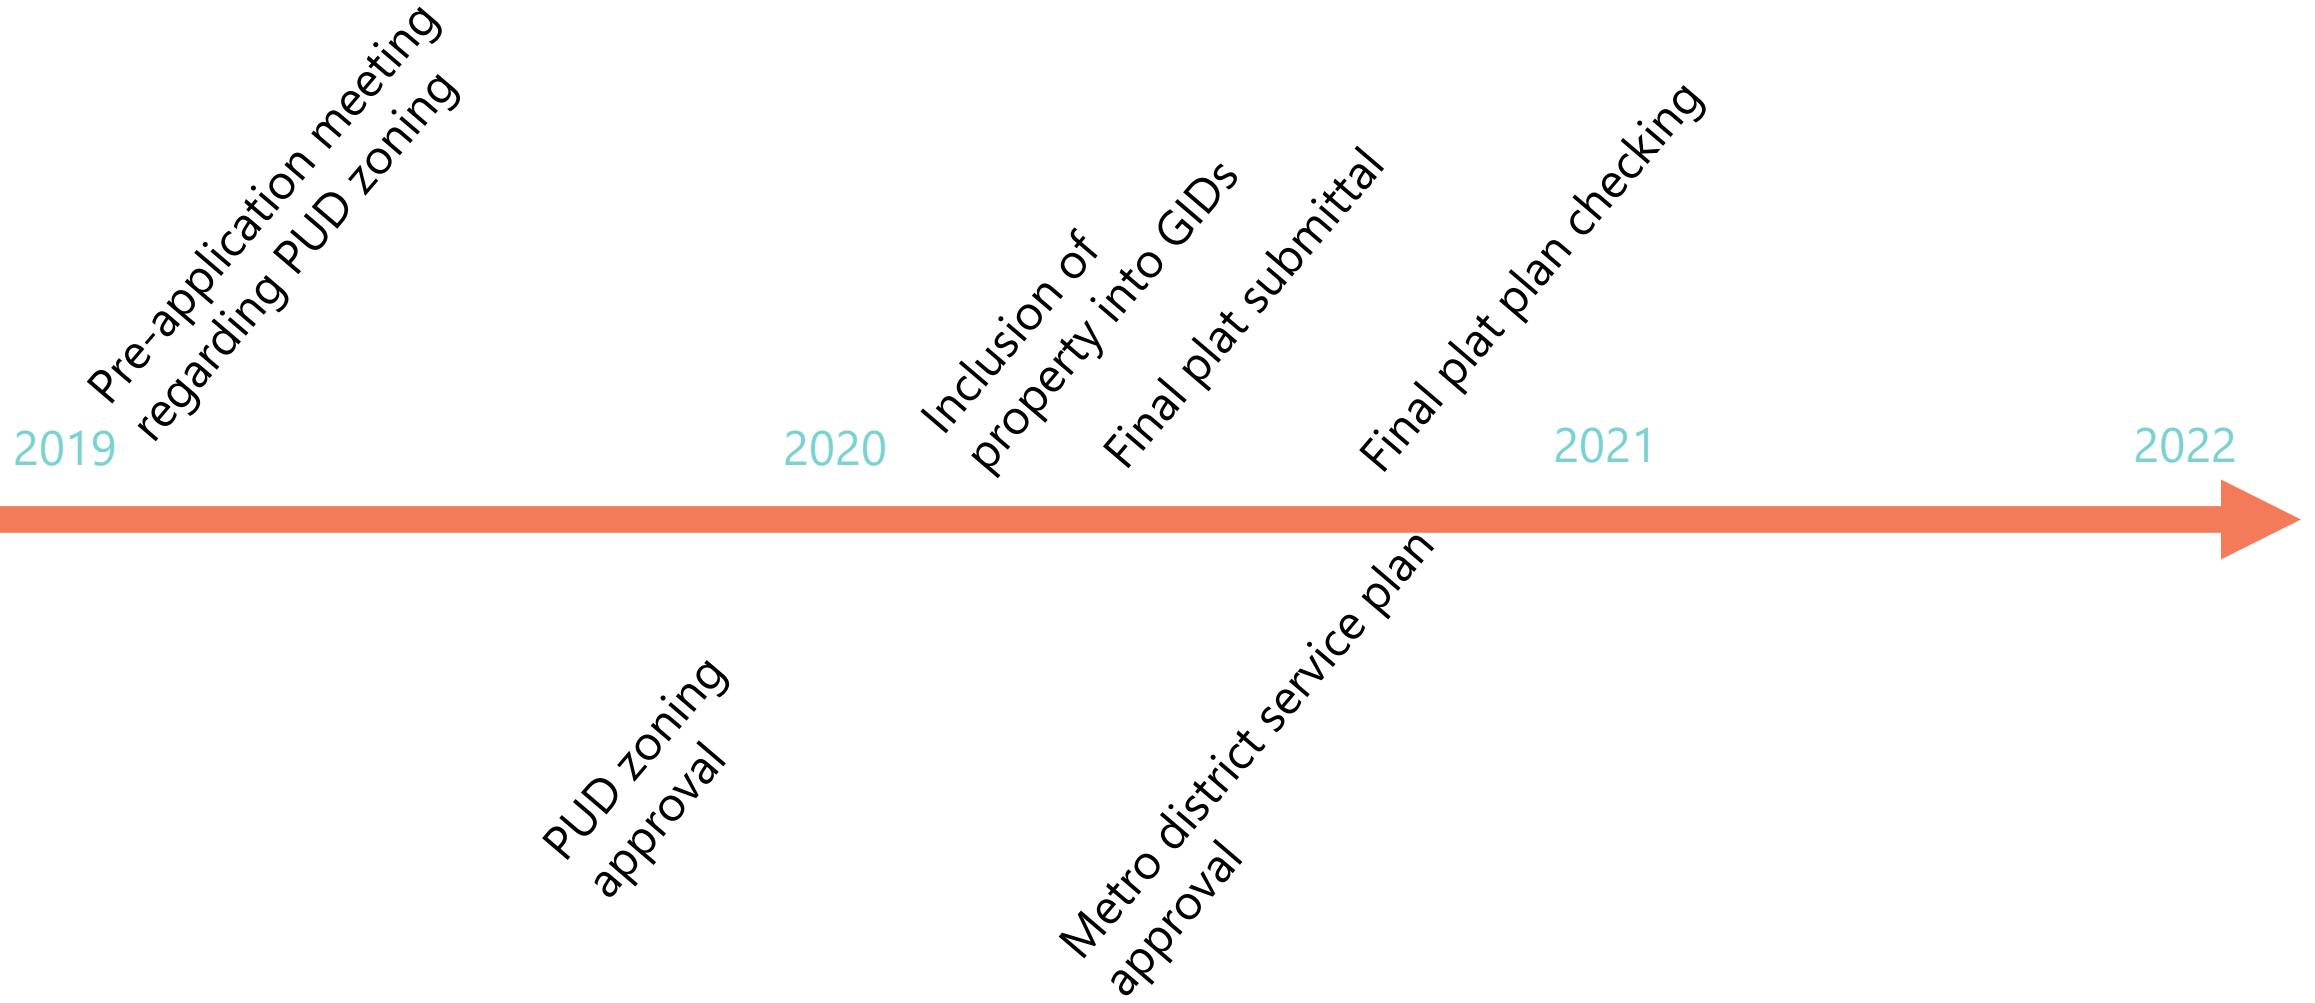 Pre-application meeting
regarding PUD zoning
Inclusion of
property into GIDs
Final plat submittal
Final plat plan checking
2019
2020
2021
2022
PUD zoning
approval
Metro district service plan
approval